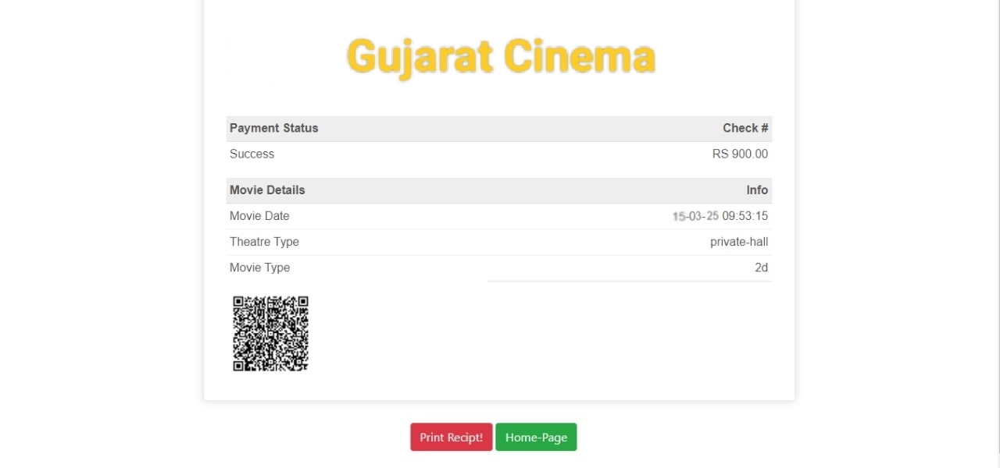 Gujarat Cinema
Payment Status Check #
Success RS 900.00
Movie Details Info
Movie Date 15-03-25 09:53:15
Theatre Type private-hall
Movie Type 2d
Print Recipt! Home-Page